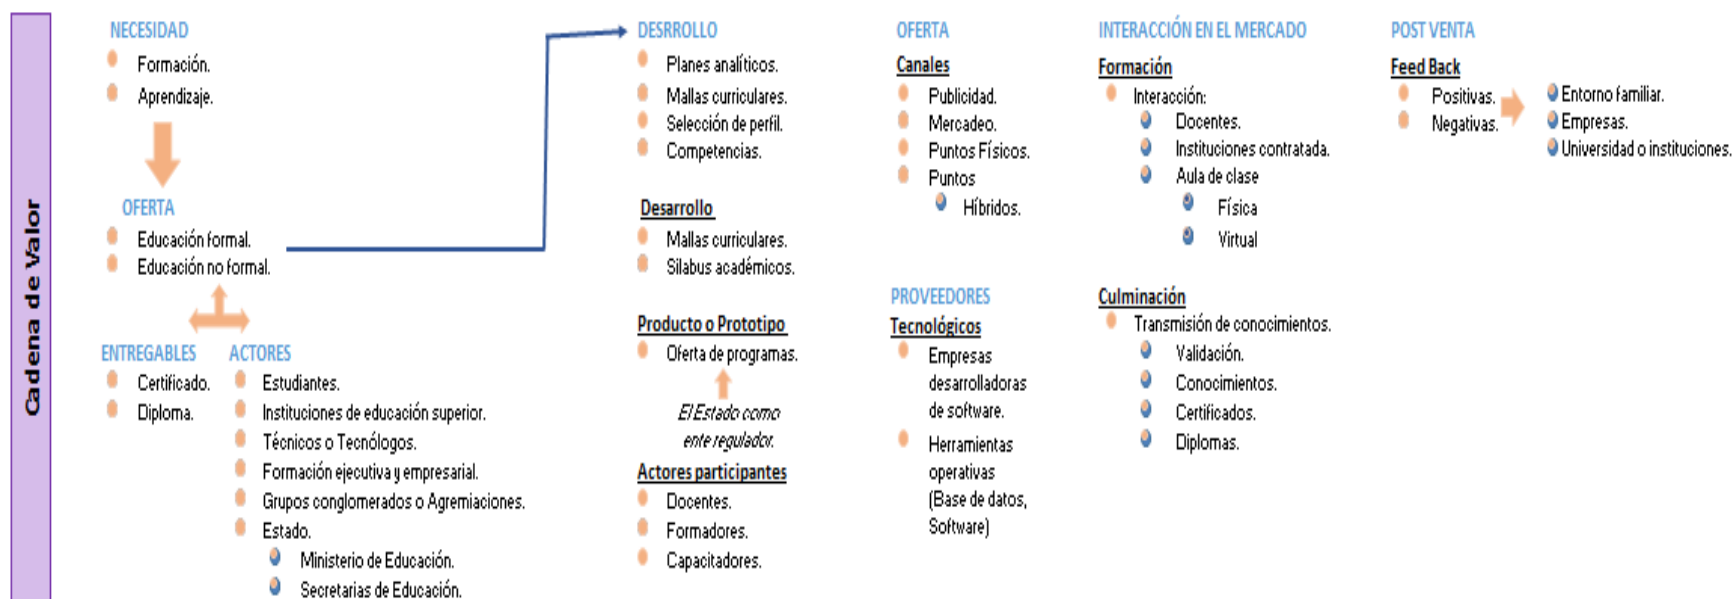 Cadena de Valor
NECESIDAD
Formación.
Aprendizaje.
OFERTA
Educación formal.
Educación no formal.
ENTREGABLES
Certificado.
Diploma.
ACTORES
Estudiantes.
Instituciones de educación superior.
Técnicos o Tecnólogos.
Formación ejecutiva y empresarial.
Grupos conglomerados o Agremiaciones.
Estado.
Ministerio de Educación.
Secretarias de Educación.
DESRROLLO
Planes analíticos.
Mallas curriculares.
Selección de perfil.
Competencias.
Desarrollo
Mallas curriculares.
Silabus académicos.
Producto o Prototipo
Oferta de programas.
El Estado como
ente regulador.
Actores participantes
Docentes.
Formadores.
Capacitadores.
OFERTA
Canales
Publicidad.
Mercadeo.
Puntos Físicos.
Puntos
Híbridos.
PROVEEDORES
Tecnológicos
Empresas
desarrolladoras
de software.
Herramientas
operativas
(Base de datos,
Software)
INTERACCIÓN EN EL MERCADO
Formación
Interacción:
Docentes.
Instituciones contratada.
Aula de clase
Física
Virtual
Culminación
Transmisión de conocimientos.
Validación.
Conocimientos.
Certificados.
Diplomas.
POST VENTA
Feed Back
Positivas.
Negativas.
Entorno familiar.
Empresas.
Universidad o instituciones.